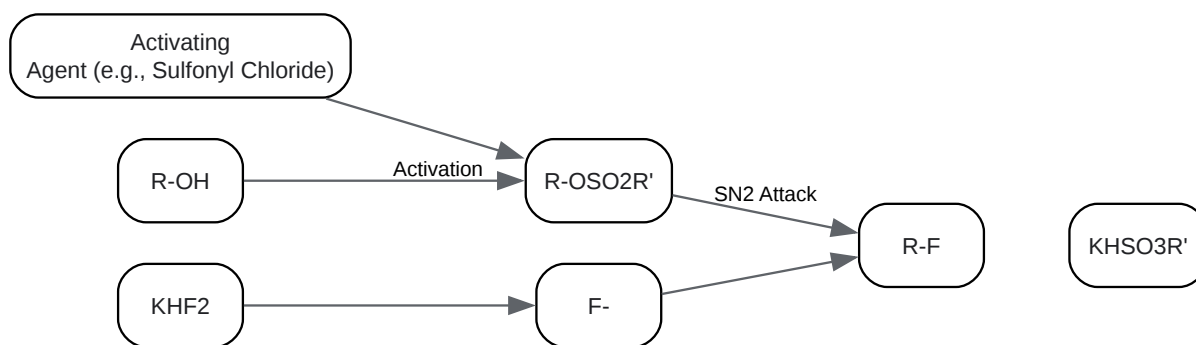 Activating
Agent (e.g., Sulfonyl Chloride)
R-OH
Activation
R-OSO2R'
SN2 Attack
R-F
KHSO3R'
KHF2
F-